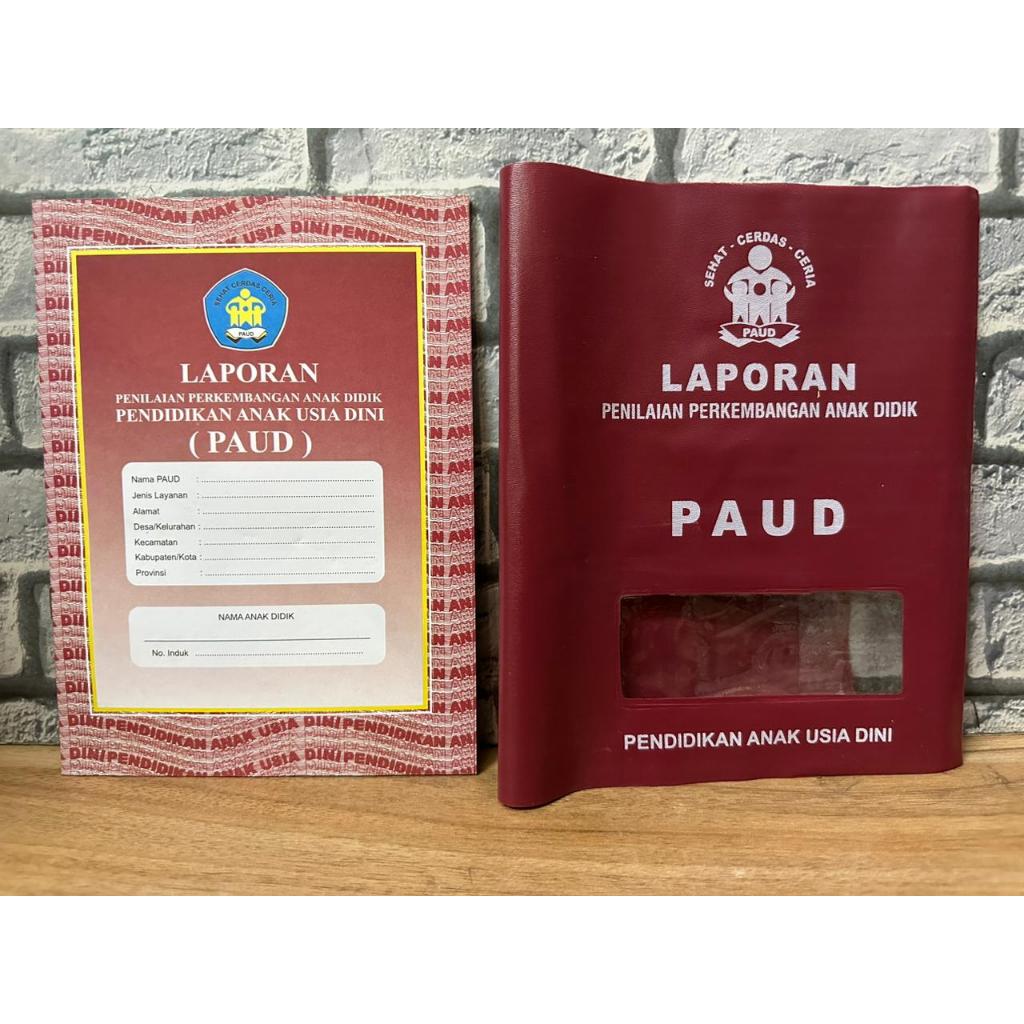 SEHAT CERDAS CERIA
PAUD
LAPORAN
PENILAIAN PERKEMBANGAN ANAK DIDIK
PENDIDIKAN ANAK USIA DINI
( PAUD )
Nama PAUD : ........................................
Jenis Layanan : ........................................
Alamat : ........................................
Desa/Kelurahan : ........................................
Kecamatan : ........................................
Kabupaten/Kota : ........................................
Provinsi : ........................................
NAMA ANAK DIDIK
No. Induk ........................................
DINI PENDIDIKAN ANAK USIA DINI PENDIDIKAN ANAK
SEHAT - CERDAS - CERIA
PAUD
LAPORAN
PENILAIAN PERKEMBANGAN ANAK DIDIK
PAUD
PENDIDIKAN ANAK USIA DINI